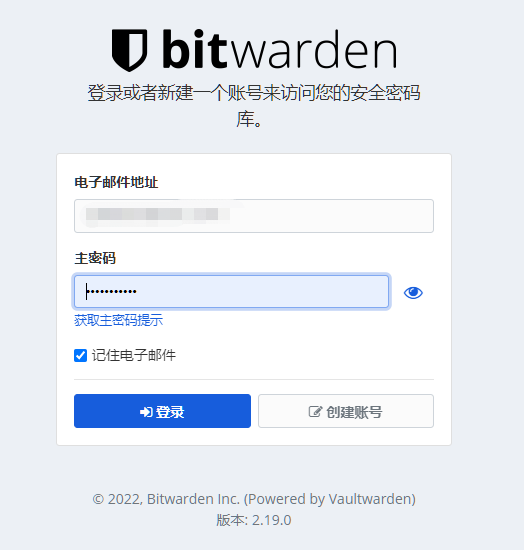 bitwarden
登录或者新建一个账号来访问您的安全密码
库。
电子邮件地址
主密码
•••••••••••
获取主密码提示
记住电子邮件
登录
创建账号
© 2022, Bitwarden Inc. (Powered by Vaultwarden)
版本: 2.19.0